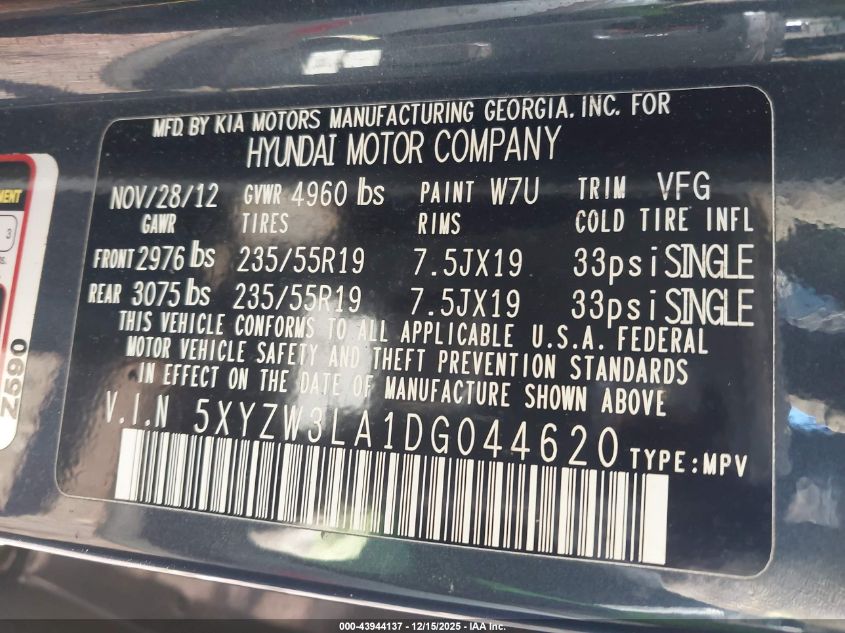 MFD. BY KIA MOTORS MANUFACTURING GEORGIA. INC. FOR
HYUNDAI MOTOR COMPANY
NOV/28/12 GVWR 4960 lbs PAINT W7U TRIM VFG
GAWR TIRES RIMS COLD TIRE INFL
FRONT 2976 lbs 235/55R19 7.5JX19 33psi SINGLE
REAR 3075 lbs 235/55R19 7.5JX19 33psi SINGLE
THIS VEHICLE CONFORMS TO ALL APPLICABLE U.S.A. FEDERAL
MOTOR VEHICLE SAFETY AND THEFT PREVENTION STANDARDS
IN EFFECT ON THE DATE OF MANUFACTURE SHOWN ABOVE
V.I.N 5XYZW3LA1DG044620 TYPE:MPV
3
Z590
000-43944137 - 12/15/2025 - IAA Inc.